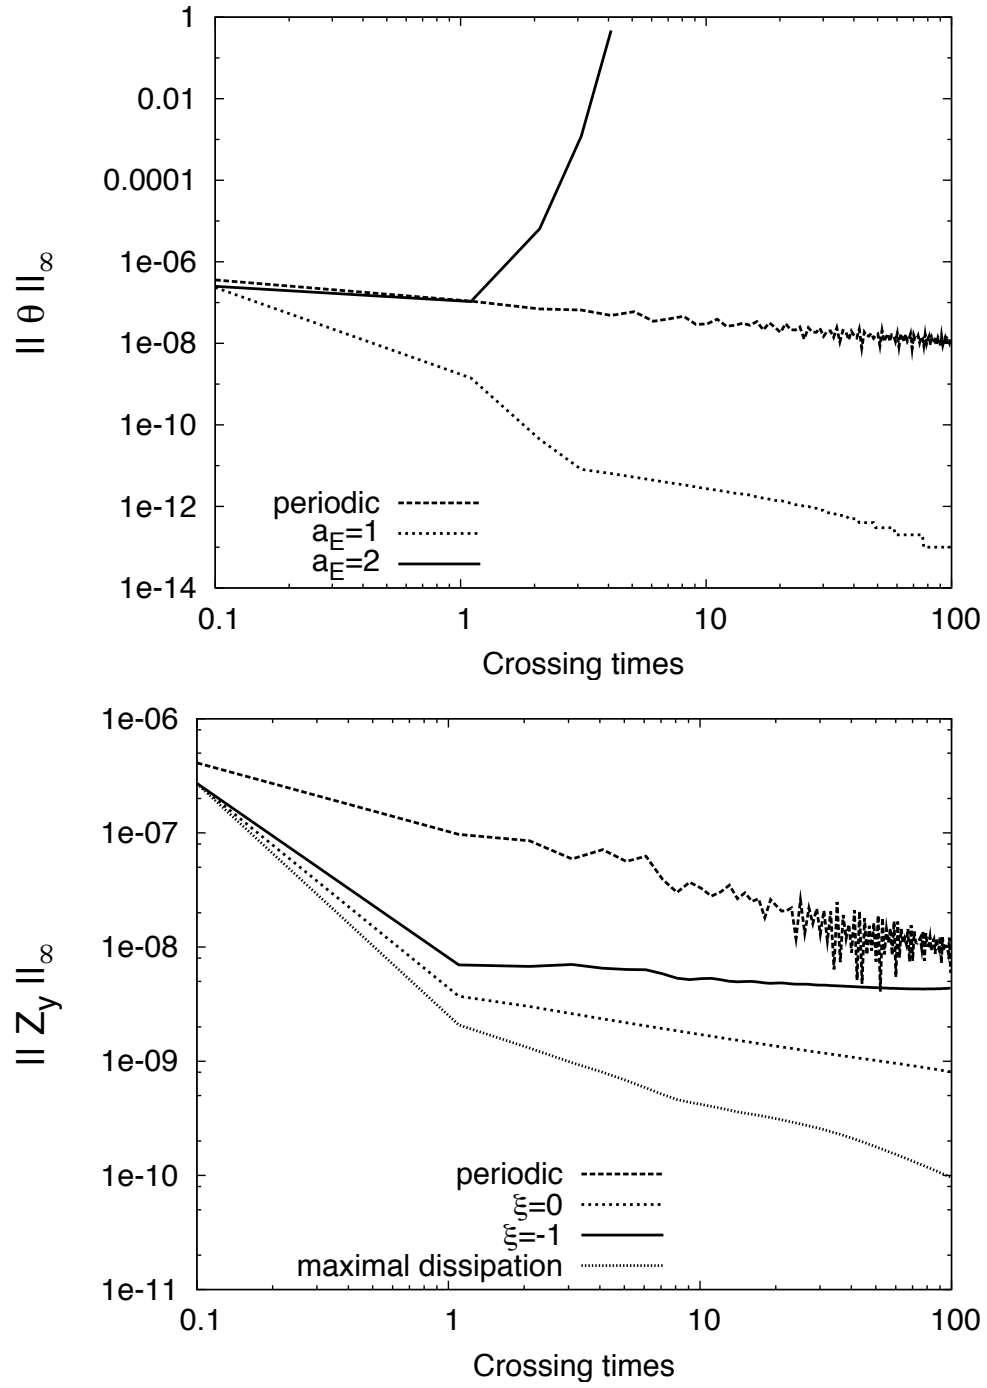 1
0.01
0.0001
1e-06
1e-08
1e-10
1e-12
1e-14
|| θ ||∞
periodic
a_E=1
a_E=2
0.1 1 10 100
Crossing times
1e-06
1e-07
1e-08
1e-09
1e-10
1e-11
|| Z_y ||∞
periodic
ξ=0
ξ=-1
maximal dissipation
0.1 1 10 100
Crossing times